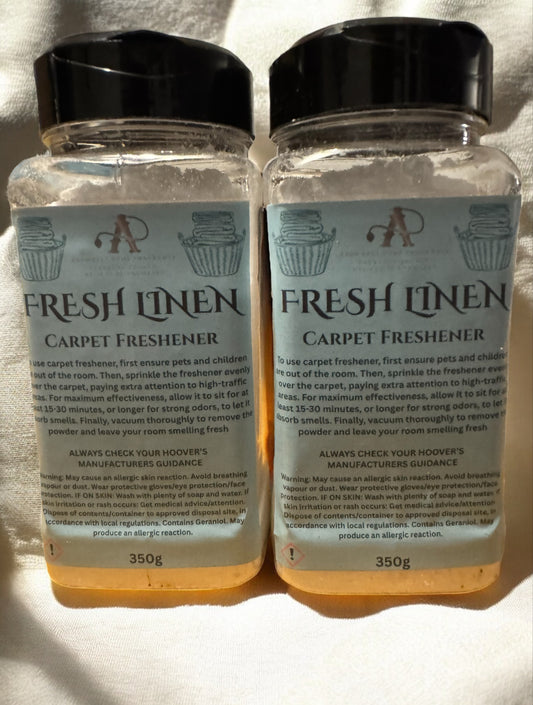 A
FRESH LINEN
CARPET FRESHENER
use carpet freshener, first ensure pets and children
out of the room. Then, sprinkle the freshener evenly
over the carpet, paying extra attention to high-traffic
areas. For maximum effectiveness, allow it to sit for at
least 15-30 minutes, or longer for strong odors, to let it
absorb smells. Finally, vacuum thoroughly to remove the
powder and leave your room smelling fresh
ALWAYS CHECK YOUR HOOVER'S
MANUFACTURERS GUIDANCE
Warning: May cause an allergic skin reaction. Avoid breathing
vapour or dust. Wear protective gloves/eye protection/face
protection. IF ON SKIN: Wash with plenty of soap and water. If
skin irritation or rash occurs: Get medical advice/attention
Dispose of contents/container to approved disposal site, in
accordance with local regulations. Contains Geraniol. May
produce an allergic reaction.
!
350g
A
FRESH LINEN
CARPET FRESHENER
To use carpet freshener, first ensure pets and children
are out of the room. Then, sprinkle the freshener evenly
over the carpet, paying extra attention to high-traffic
areas. For maximum effectiveness, allow it to sit for at
least 15-30 minutes, or longer for strong odors, to let it
absorb smells. Finally, vacuum thoroughly to remove the
powder and leave your room smelling fresh
ALWAYS CHECK YOUR HOOVER'S
MANUFACTURERS GUIDANCE
Warning: May cause an allergic skin reaction. Avoid breathing
vapour or dust. Wear protective gloves/eye protection/face
protection. IF ON SKIN: Wash with plenty of soap and water. If
skin irritation or rash occurs: Get medical advice/attention
Dispose of contents/container to approved disposal site, in
accordance with local regulations. Contains Geraniol. May
produce an allergic reaction.
!
350g